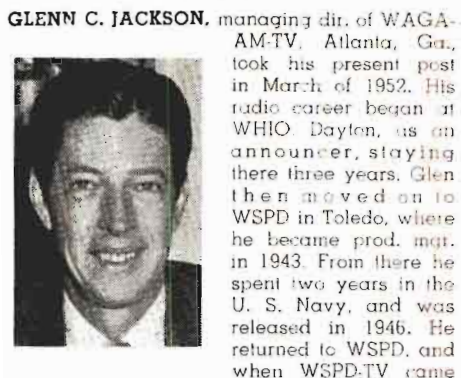 GLENN C. JACKSON, managing dir. of WAGA-
AM-TV, Atlanta, Ga.,
took his present post
in March of 1952. His
radio career began at
WHIO Dayton, as an
announcer, staying
there three years. Glen
then moved on to
WSPD in Toledo, where
he became prod. mgr.
in 1943. From there he
spent two years in the
U. S. Navy, and was
released in 1946. He
returned to WSPD, and
when WSPD-TV came